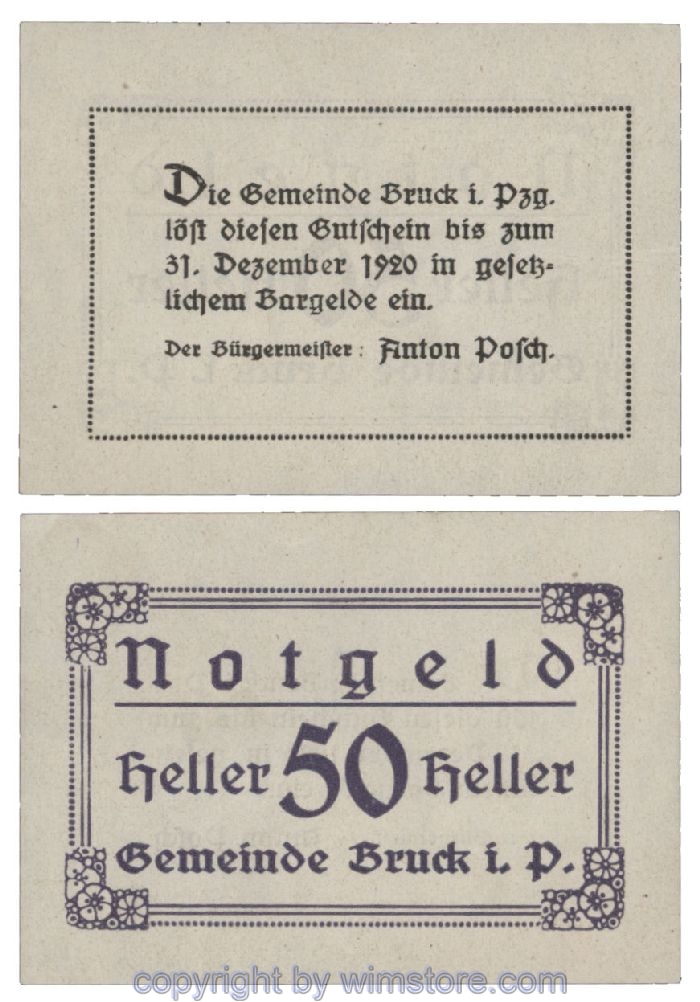 Die Gemeinde Bruck i. Pzg.
löst diesen Gutschein bis zum
31. Dezember 1920 in gesetz-
lichem Bargelde ein.
Der Bürgermeister: Anton Posch.
Notgeld
Heller 50 Heller
Gemeinde Bruck i. P.
copyright by wimstore.com